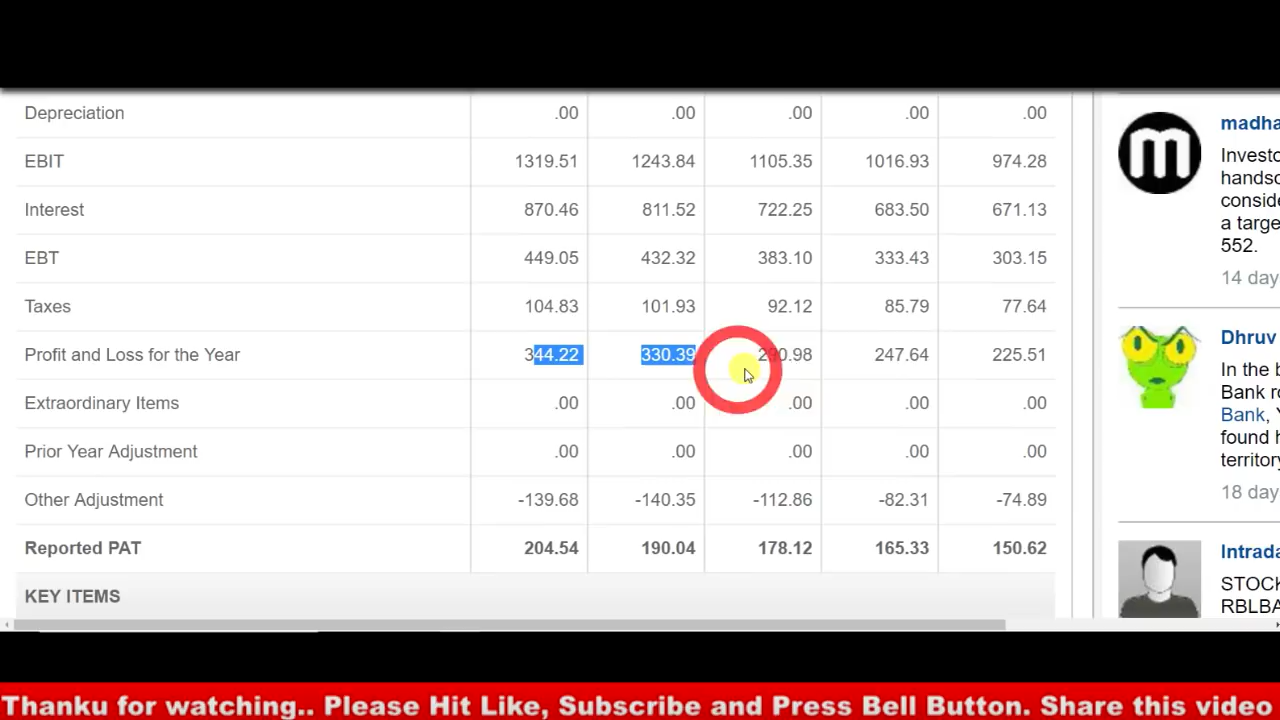 Depreciation .00 .00 .00 .00 .00
EBIT 1319.51 1243.84 1105.35 1016.93 974.28
Interest 870.46 811.52 722.25 683.50 671.13
EBT 449.05 432.32 383.10 333.43 303.15
Taxes 104.83 101.93 92.12 85.79 77.64
Profit and Loss for the Year 344.22 330.39 290.98 247.64 225.51
Extraordinary Items .00 .00 .00 .00 .00
Prior Year Adjustment .00 .00 .00 .00 .00
Other Adjustment -139.68 -140.35 -112.86 -82.31 -74.89
Reported PAT 204.54 190.04 178.12 165.33 150.62
KEY ITEMS
madha
Investo
handso
conside
a targe
552.
14 day
Dhruv
In the b
Bank ro
Bank, Y
found h
territory
18 day
Intrada
STOCK
RBLBA
Thanku for watching.. Please Hit Like, Subscribe and Press Bell Button. Share this video